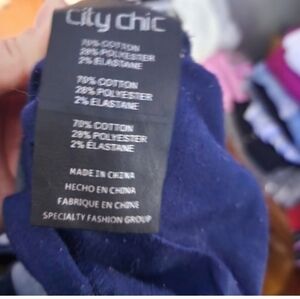 city chic
70% COTTON
28% POLYESTER
2% ELASTANE
70% COTTON
28% POLYESTER
2% ELASTANE
70% COTTON
28% POLYESTER
2% ELASTANE
MADE IN CHINA
HECHO EN CHINA
FABRIQUE EN CHINE
SPECIALTY FASHION GROUP